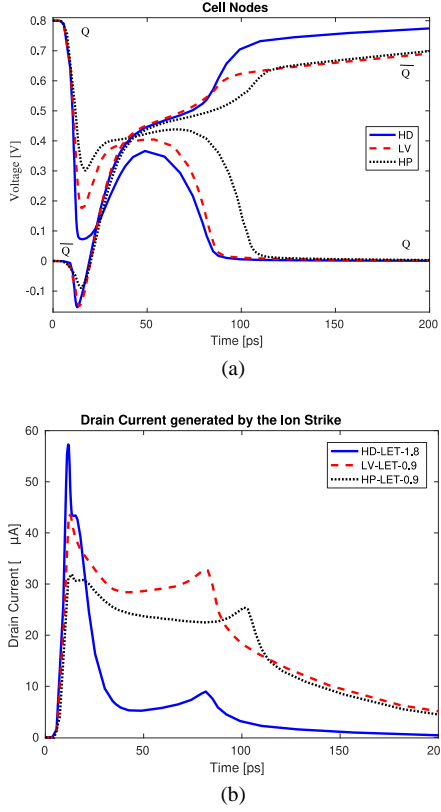 Cell Nodes
0.8
0.7
0.6
0.5
0.4
0.3
0.2
0.1
0
-0.1
Voltage [V]
Q
Q
HD
LV
HP
Q
Q
0
50
100
150
200
Time [ps]
(a)
Drain Current generated by the Ion Strike
60
50
40
30
20
10
0
Drain Current [ μA]
HD-LET-1.8
LV-LET-0.9
HP-LET-0.9
0
50
100
150
200
Time [ps]
(b)